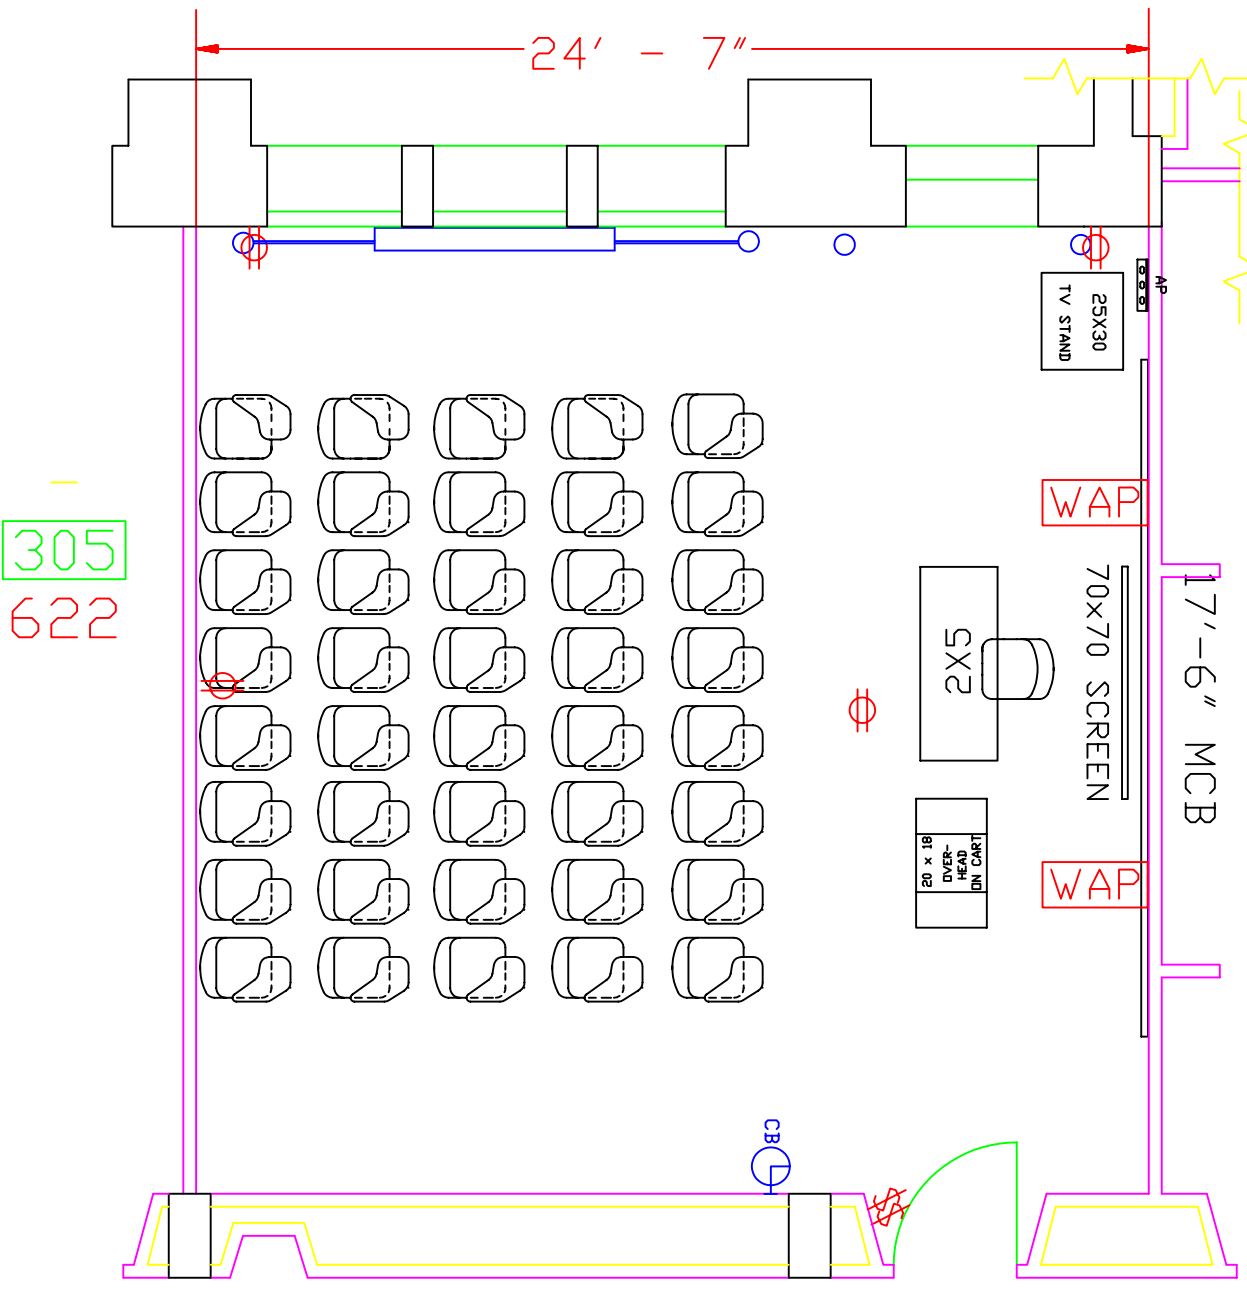 24' - 7"
AP
25X30
TV STAND
WAP
305
622
17'-6" MCB
70x70 SCREEN
2X5
20 x 18
OVER-
HEAD
ON CART
WAP
CB
$$